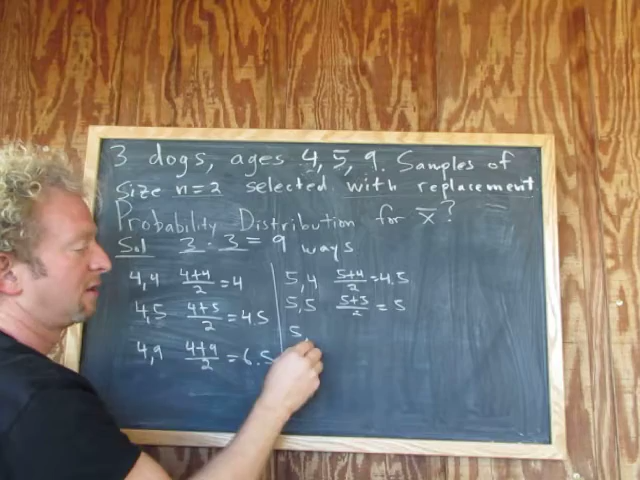 3 dogs, ages 4, 5, 9. Samples of
size n=2 selected with replacement
Probability Distribution for x̄?
Sol 3 · 3 = 9 ways
4,4 (4+4)/2 = 4
4,5 (4+5)/2 = 4.5
4,9 (4+9)/2 = 6.5
5,4 (5+4)/2 = 4.5
5,5 (5+5)/2 = 5
5